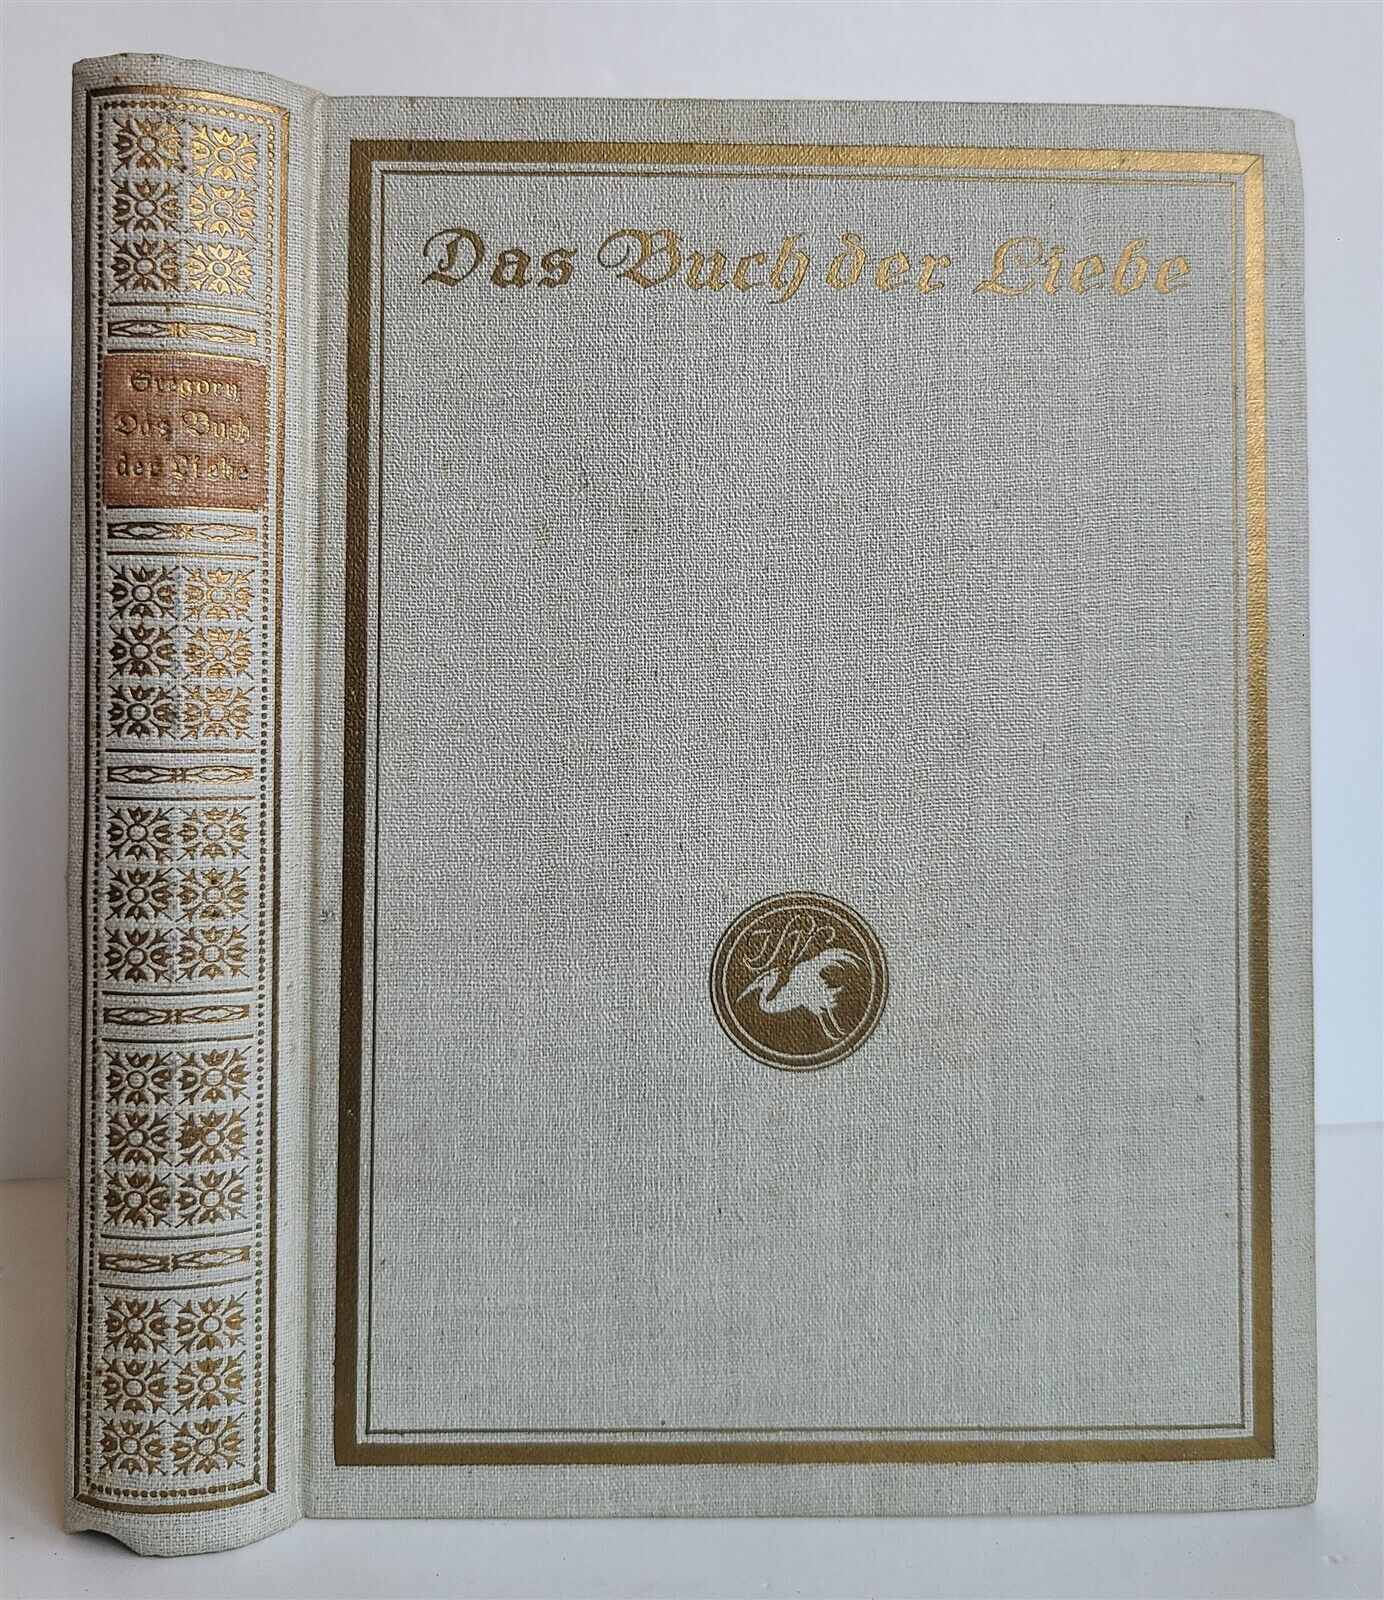 Das Buch der Liebe
Gregory
Das Buch
der Liebe